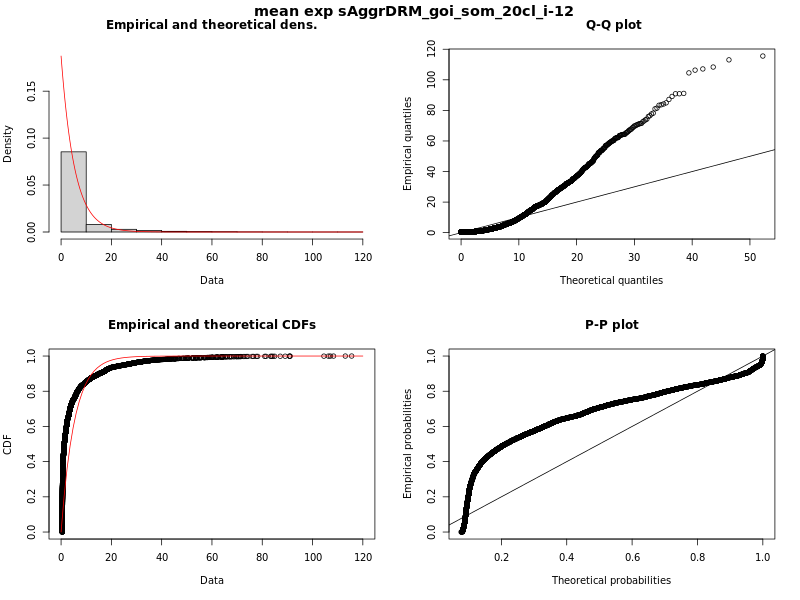 mean exp sAggrDRM_goi_som_20cl_i-12
Empirical and theoretical dens.
Density
0.00 0.05 0.10 0.15
0 20 40 60 80 100 120
Data
Q-Q plot
Empirical quantiles
0 20 40 60 80 100 120
0 10 20 30 40 50
Theoretical quantiles
Empirical and theoretical CDFs
CDF
0.0 0.2 0.4 0.6 0.8 1.0
0 20 40 60 80 100 120
Data
P-P plot
Empirical probabilities
0.0 0.2 0.4 0.6 0.8 1.0
0.2 0.4 0.6 0.8 1.0
Theoretical probabilities